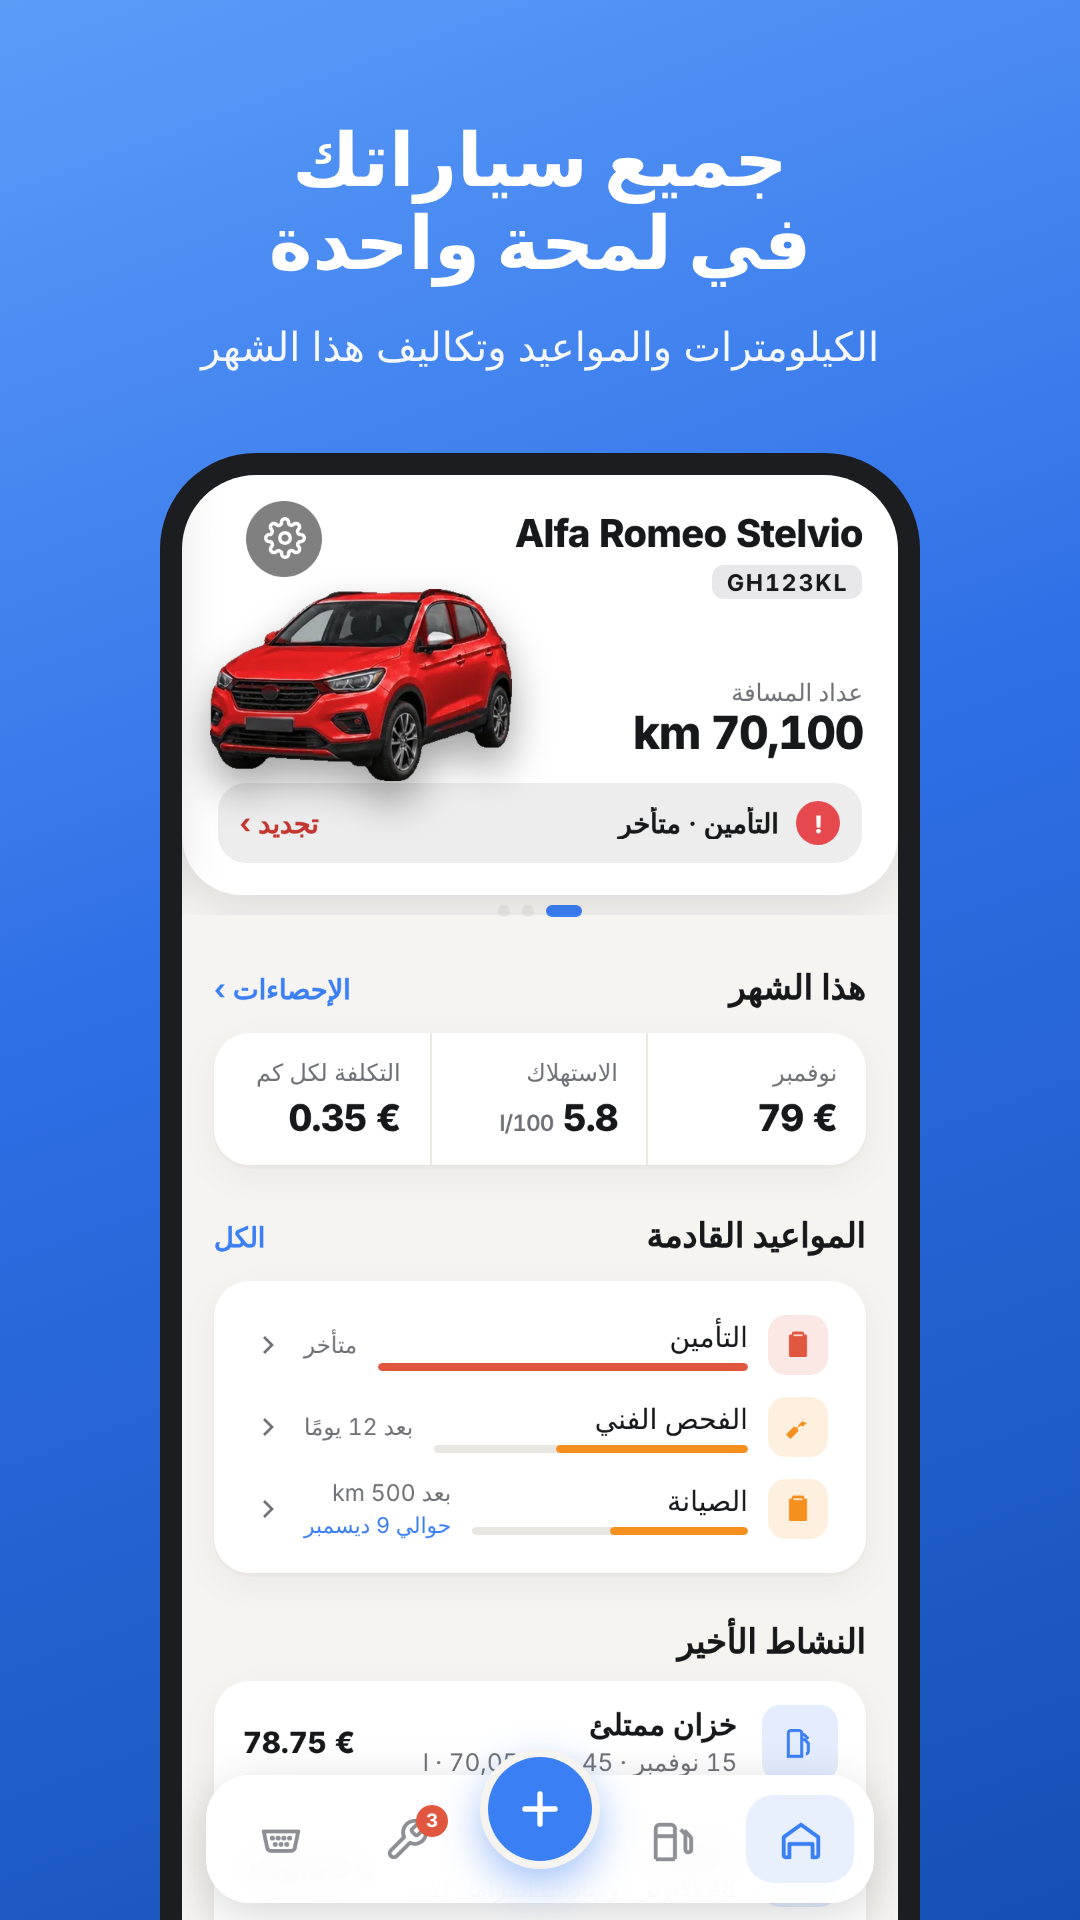 جميع سياراتك
في لمحة واحدة
الكيلومترات والمواعيد وتكاليف هذا الشهر
Alfa Romeo Stelvio
GH123KL
عداد المسافة
km 70,100
! التأمين · متأخر
تجديد ›
هذا الشهر
الإحصاءات ›
نوفمبر
79 €
الاستهلاك
5.8 l/100
التكلفة لكل كم
0.35 €
المواعيد القادمة
الكل
التأمين
متأخر
الفحص الفني
بعد 12 يومًا
الصيانة
بعد 500 km
حوالي 9 ديسمبر
النشاط الأخير
خزان ممتلئ
78.75 €
15 نوفمبر · 45
3